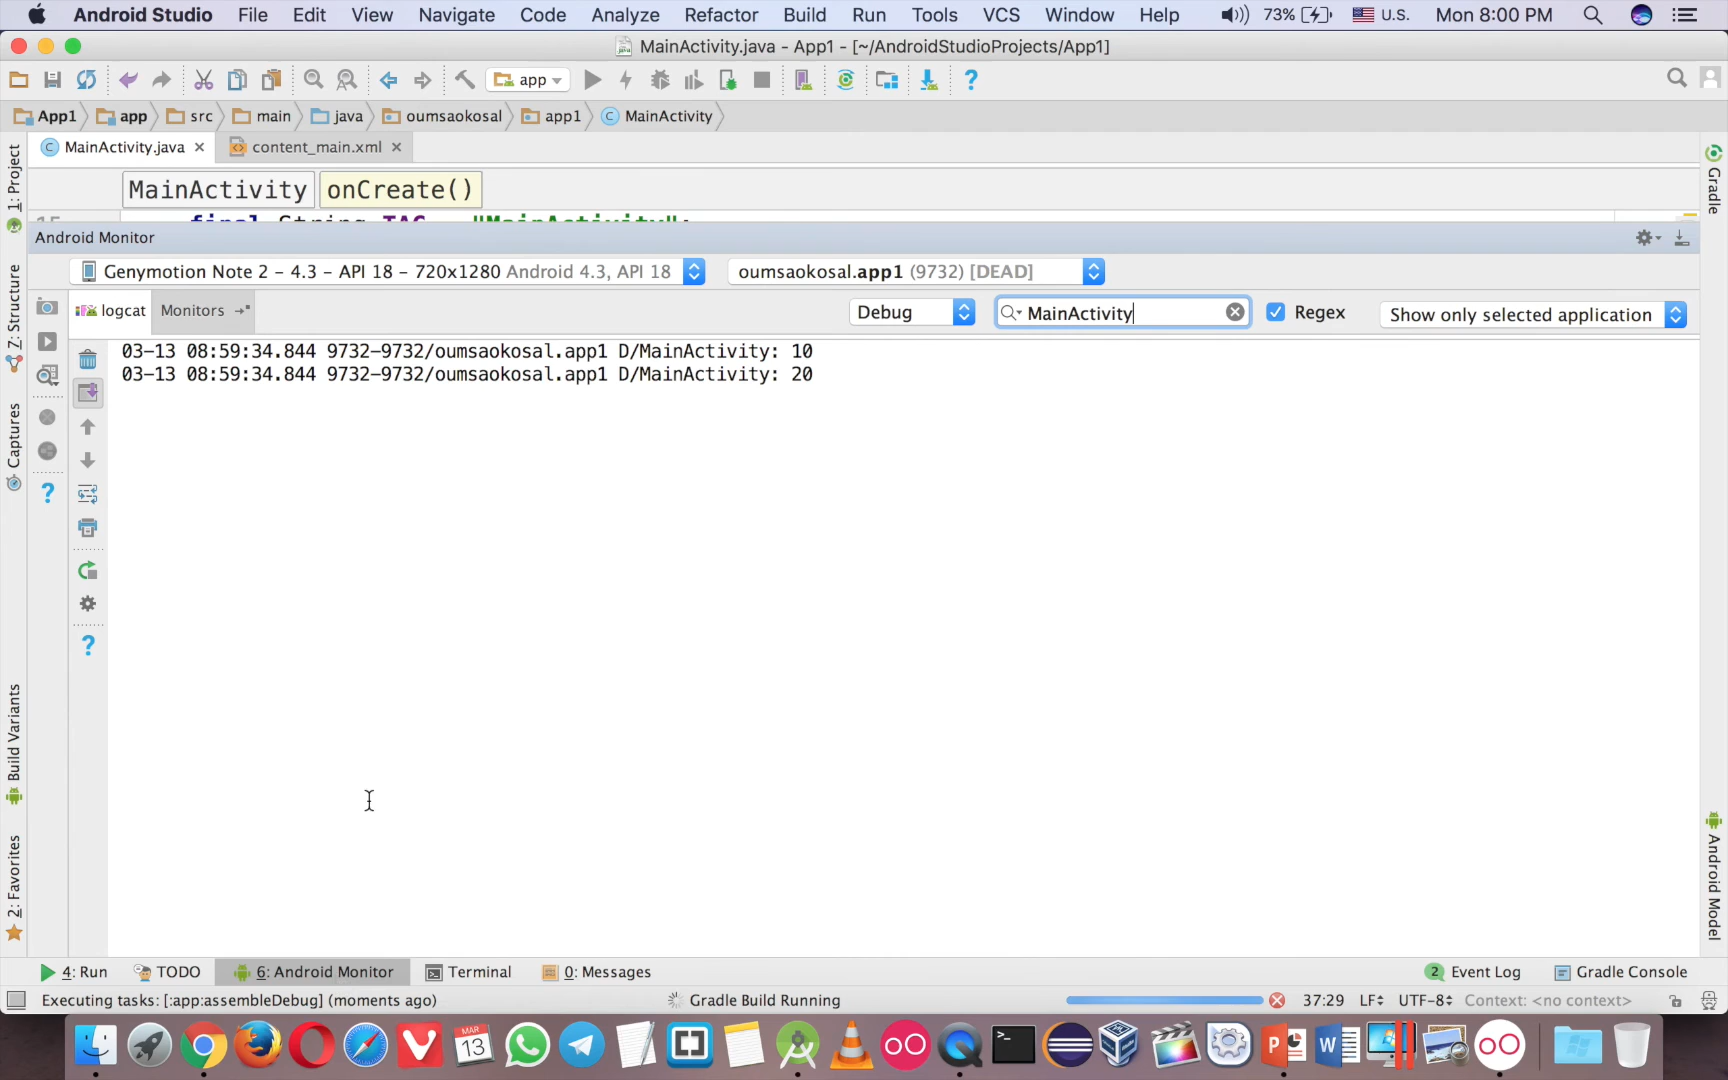 Android Studio File Edit View Navigate Code Analyze Refactor Build Run Tools VCS Window Help 73% U.S. Mon 8:00 PM
MainActivity.java - App1 - [~/AndroidStudioProjects/App1]
app
App1 app src main java oumsaokosal app1 MainActivity
MainActivity.java content_main.xml
MainActivity onCreate()
Android Monitor
Genymotion Note 2 - 4.3 - API 18 - 720x1280 Android 4.3, API 18 oumsaokosal.app1 (9732) [DEAD]
logcat Monitors Debug MainActivity Regex Show only selected application
03-13 08:59:34.844 9732-9732/oumsaokosal.app1 D/MainActivity: 10
03-13 08:59:34.844 9732-9732/oumsaokosal.app1 D/MainActivity: 20
1: Project
Z: Structure
Captures
Build Variants
2: Favorites
Gradle
Android Model
4: Run TODO 6: Android Monitor Terminal 0: Messages 2 Event Log Gradle Console
Executing tasks: [:app:assembleDebug] (moments ago) Gradle Build Running 37:29 LF UTF-8 Context: <no context>
MAR
13